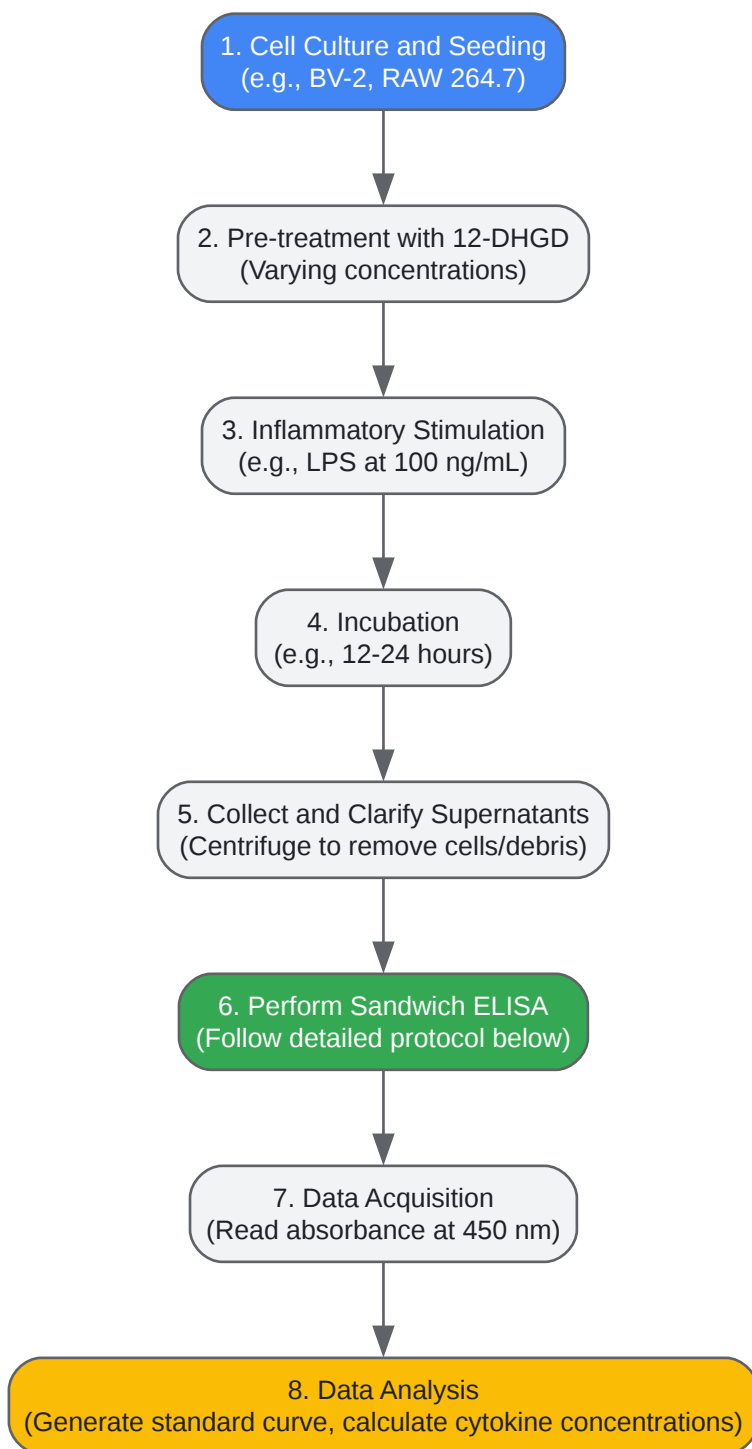 1. Cell Culture and Seeding
(e.g., BV-2, RAW 264.7)
2. Pre-treatment with 12-DHGD
(Varying concentrations)
3. Inflammatory Stimulation
(e.g., LPS at 100 ng/mL)
4. Incubation
(e.g., 12-24 hours)
5. Collect and Clarify Supernatants
(Centrifuge to remove cells/debris)
6. Perform Sandwich ELISA
(Follow detailed protocol below)
7. Data Acquisition
(Read absorbance at 450 nm)
8. Data Analysis
(Generate standard curve, calculate cytokine concentrations)